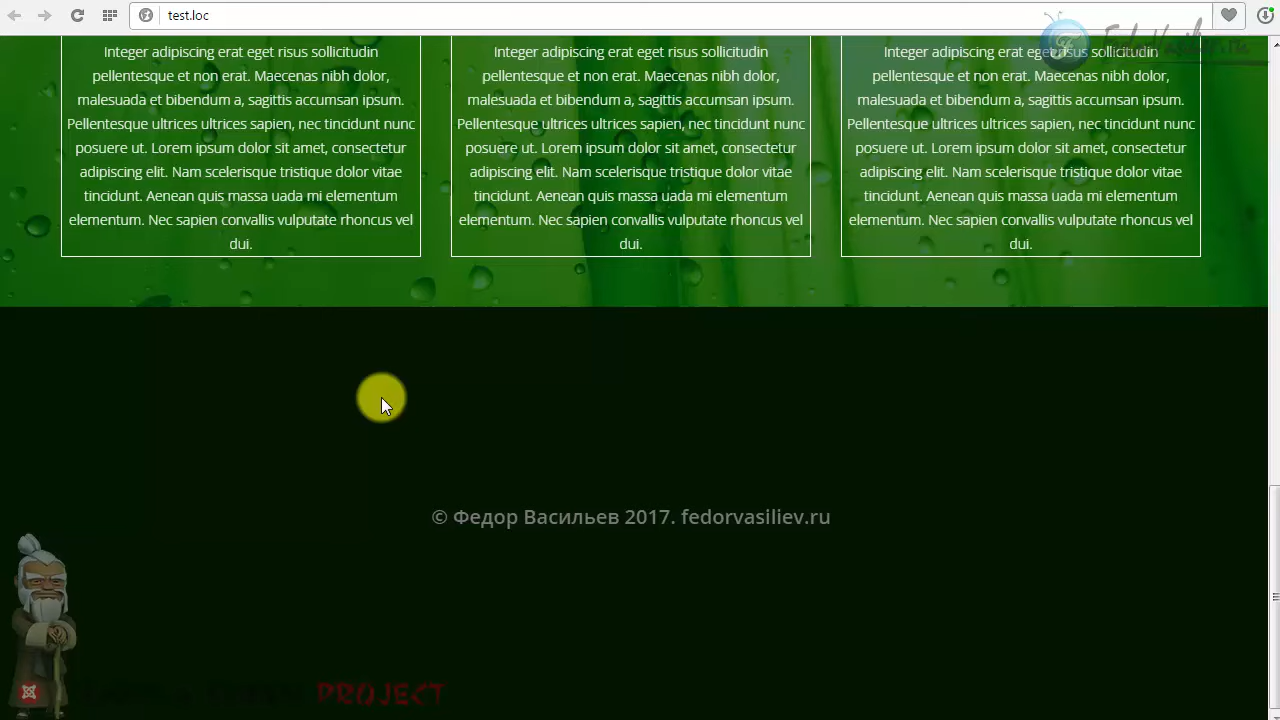 test.loc
Integer adipiscing erat eget risus sollicitudin
pellentesque et non erat. Maecenas nibh dolor,
malesuada et bibendum a, sagittis accumsan ipsum.
Pellentesque ultrices ultrices sapien, nec tincidunt nunc
posuere ut. Lorem ipsum dolor sit amet, consectetur
adipiscing elit. Nam scelerisque tristique dolor vitae
tincidunt. Aenean quis massa uada mi elementum
elementum. Nec sapien convallis vulputate rhoncus vel
dui.
Integer adipiscing erat eget risus sollicitudin
pellentesque et non erat. Maecenas nibh dolor,
malesuada et bibendum a, sagittis accumsan ipsum.
Pellentesque ultrices ultrices sapien, nec tincidunt nunc
posuere ut. Lorem ipsum dolor sit amet, consectetur
adipiscing elit. Nam scelerisque tristique dolor vitae
tincidunt. Aenean quis massa uada mi elementum
elementum. Nec sapien convallis vulputate rhoncus vel
dui.
Integer adipiscing erat eget risus sollicitudin
pellentesque et non erat. Maecenas nibh dolor,
malesuada et bibendum a, sagittis accumsan ipsum.
Pellentesque ultrices ultrices sapien, nec tincidunt nunc
posuere ut. Lorem ipsum dolor sit amet, consectetur
adipiscing elit. Nam scelerisque tristique dolor vitae
tincidunt. Aenean quis massa uada mi elementum
elementum. Nec sapien convallis vulputate rhoncus vel
dui.
© Федор Васильев 2017. fedorvasiliev.ru
PROJECT